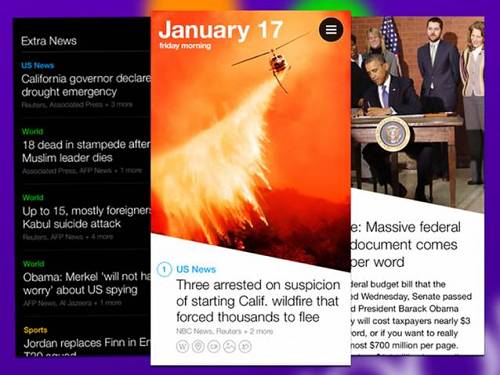 Extra News
US News
California governor declare
drought emergency
Reuters, Associated Press + 3 more
World
18 dead in stampede after
Muslim leader dies
Associated Press, AFP News + 1 more
World
Up to 15, mostly foreigners
Kabul suicide attack
Reuters, AFP News + 4 more
World
Obama: Merkel 'will not ha
worry' about US spying
AFP News, Al Jazeera + 1 more
Sports
Jordan replaces Finn in En
T20 squad
January 17
friday morning
1 US News
Three arrested on suspicion
of starting Calif. wildfire that
forced thousands to flee
NBC News, Reuters + 2 more
W
e: Massive federal
document comes
per word
deral budget bill that the
ed Wednesday, Senate passed
d President Barack Obama
y will cost taxpayers nearly $3
ord, or if you want to really
most $700 million per page.